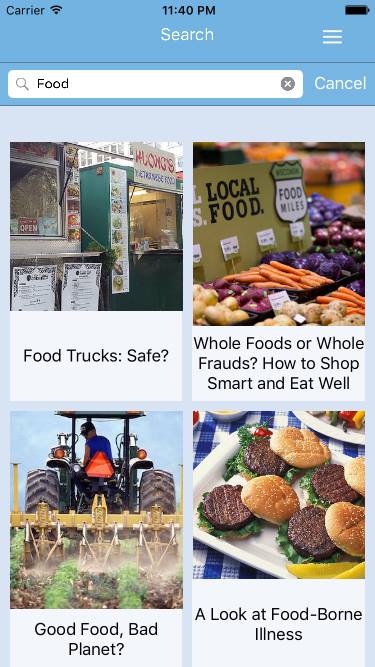 Carrier
11:40 PM
Search
Food
Cancel
HUONG'S
VIETNAMESE FOOD
OPEN
LOCAL
FOOD.
FOOD
MILES
Food Trucks: Safe?
Whole Foods or Whole
Frauds? How to Shop
Smart and Eat Well
Good Food, Bad
Planet?
A Look at Food-Borne
Illness